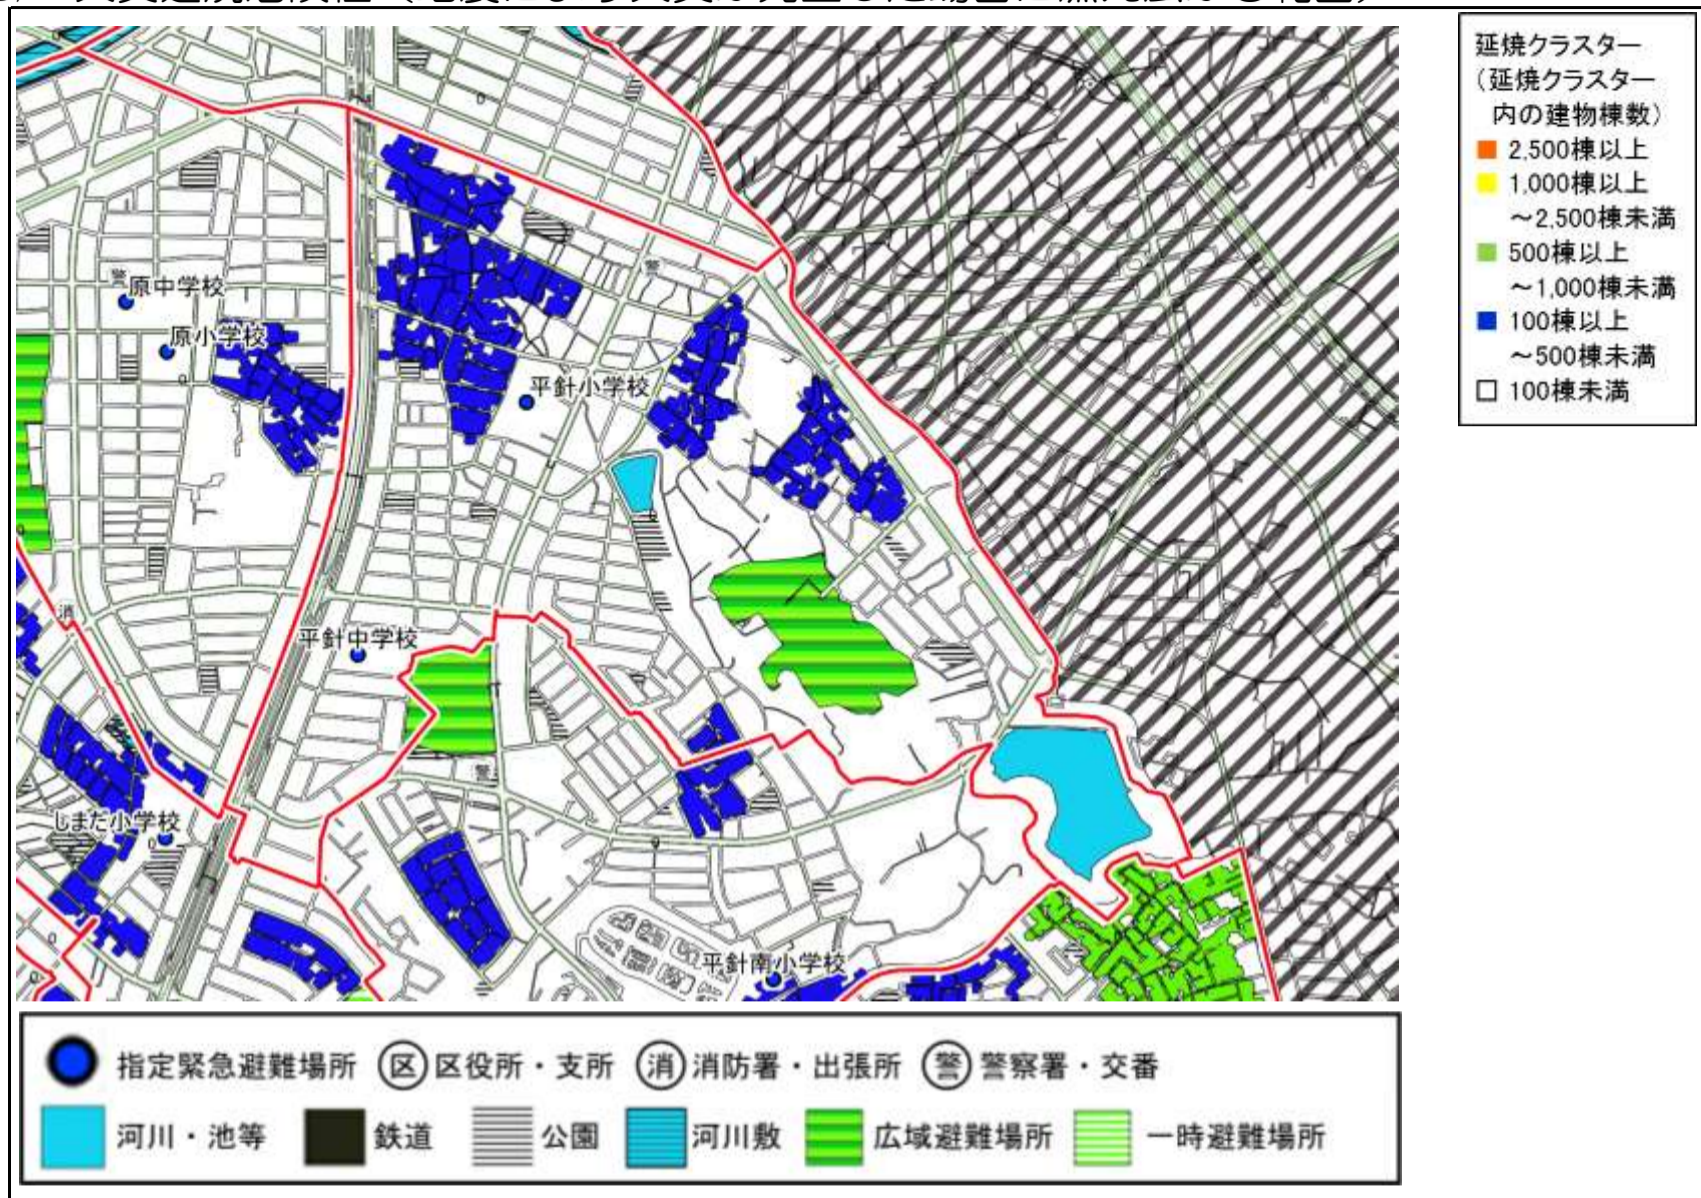 延焼クラスター
（延焼クラスター
内の建物棟数）
2,500棟以上
1,000棟以上
～2,500棟未満
500棟以上
～1,000棟未満
100棟以上
～500棟未満
100棟未満
警
原中学校
警
原小学校
平針小学校
消
平針中学校
警
しまだ小学校
平針南小学校
指定緊急避難場所
区 区役所・支所
消 消防署・出張所
警 警察署・交番
河川・池等
鉄道
公園
河川敷
広域避難場所
一時避難場所